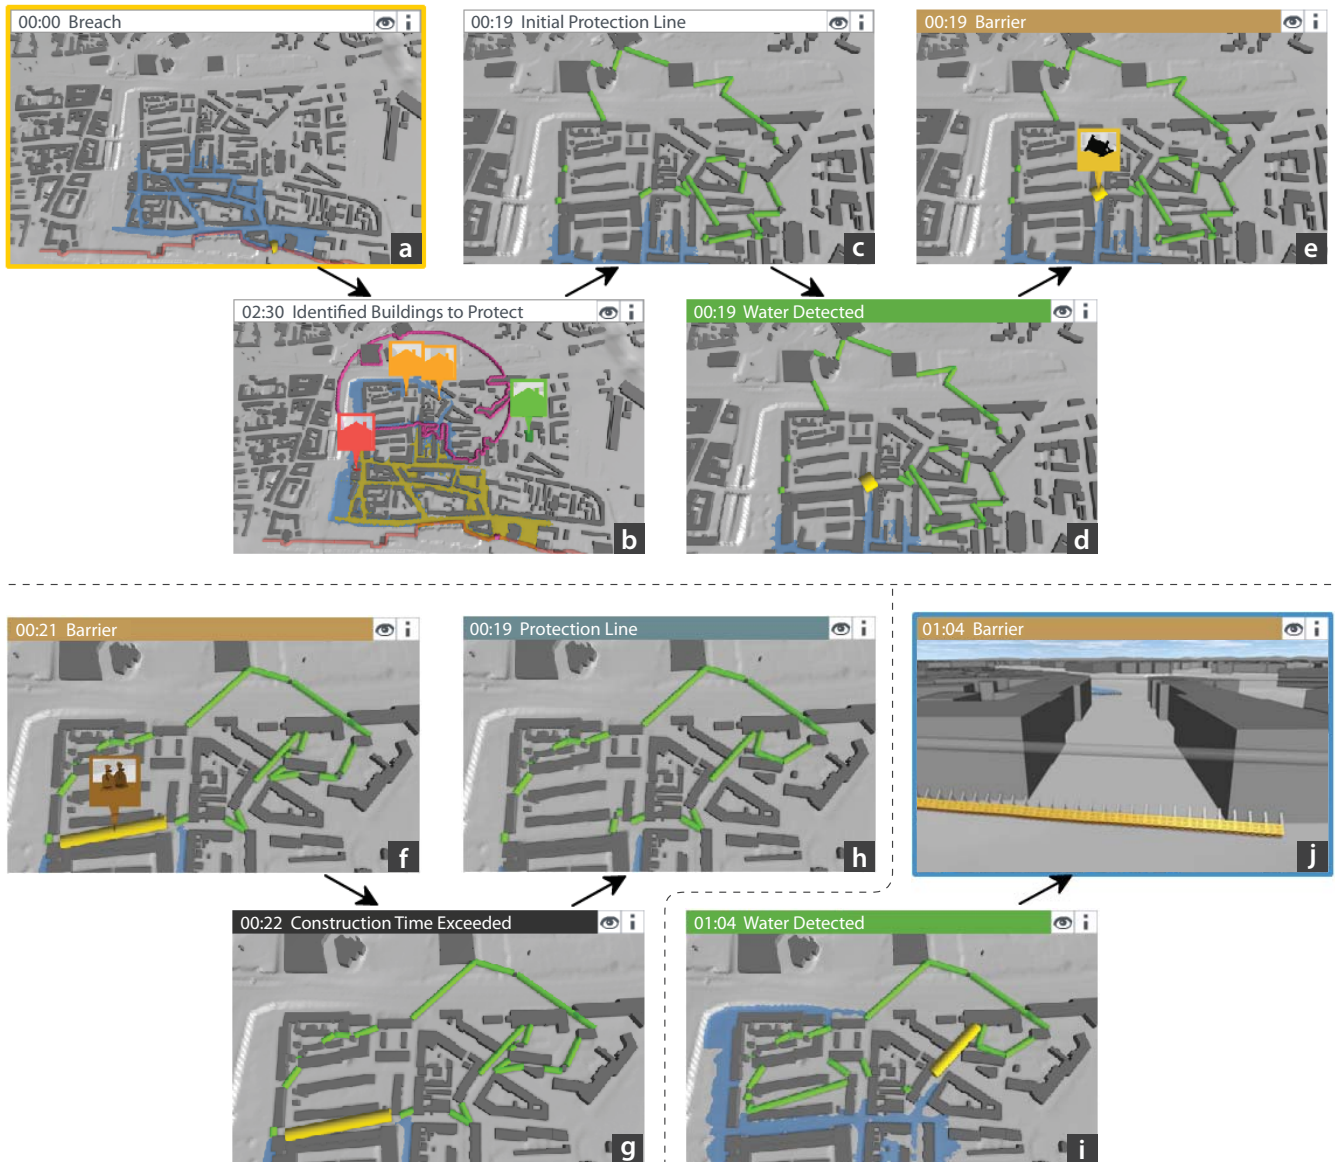 00:00 Breach
a
02:30 Identified Buildings to Protect
b
00:19 Initial Protection Line
c
00:19 Water Detected
d
00:19 Barrier
e
00:21 Barrier
f
00:22 Construction Time Exceeded
g
00:19 Protection Line
h
01:04 Water Detected
i
01:04 Barrier
j